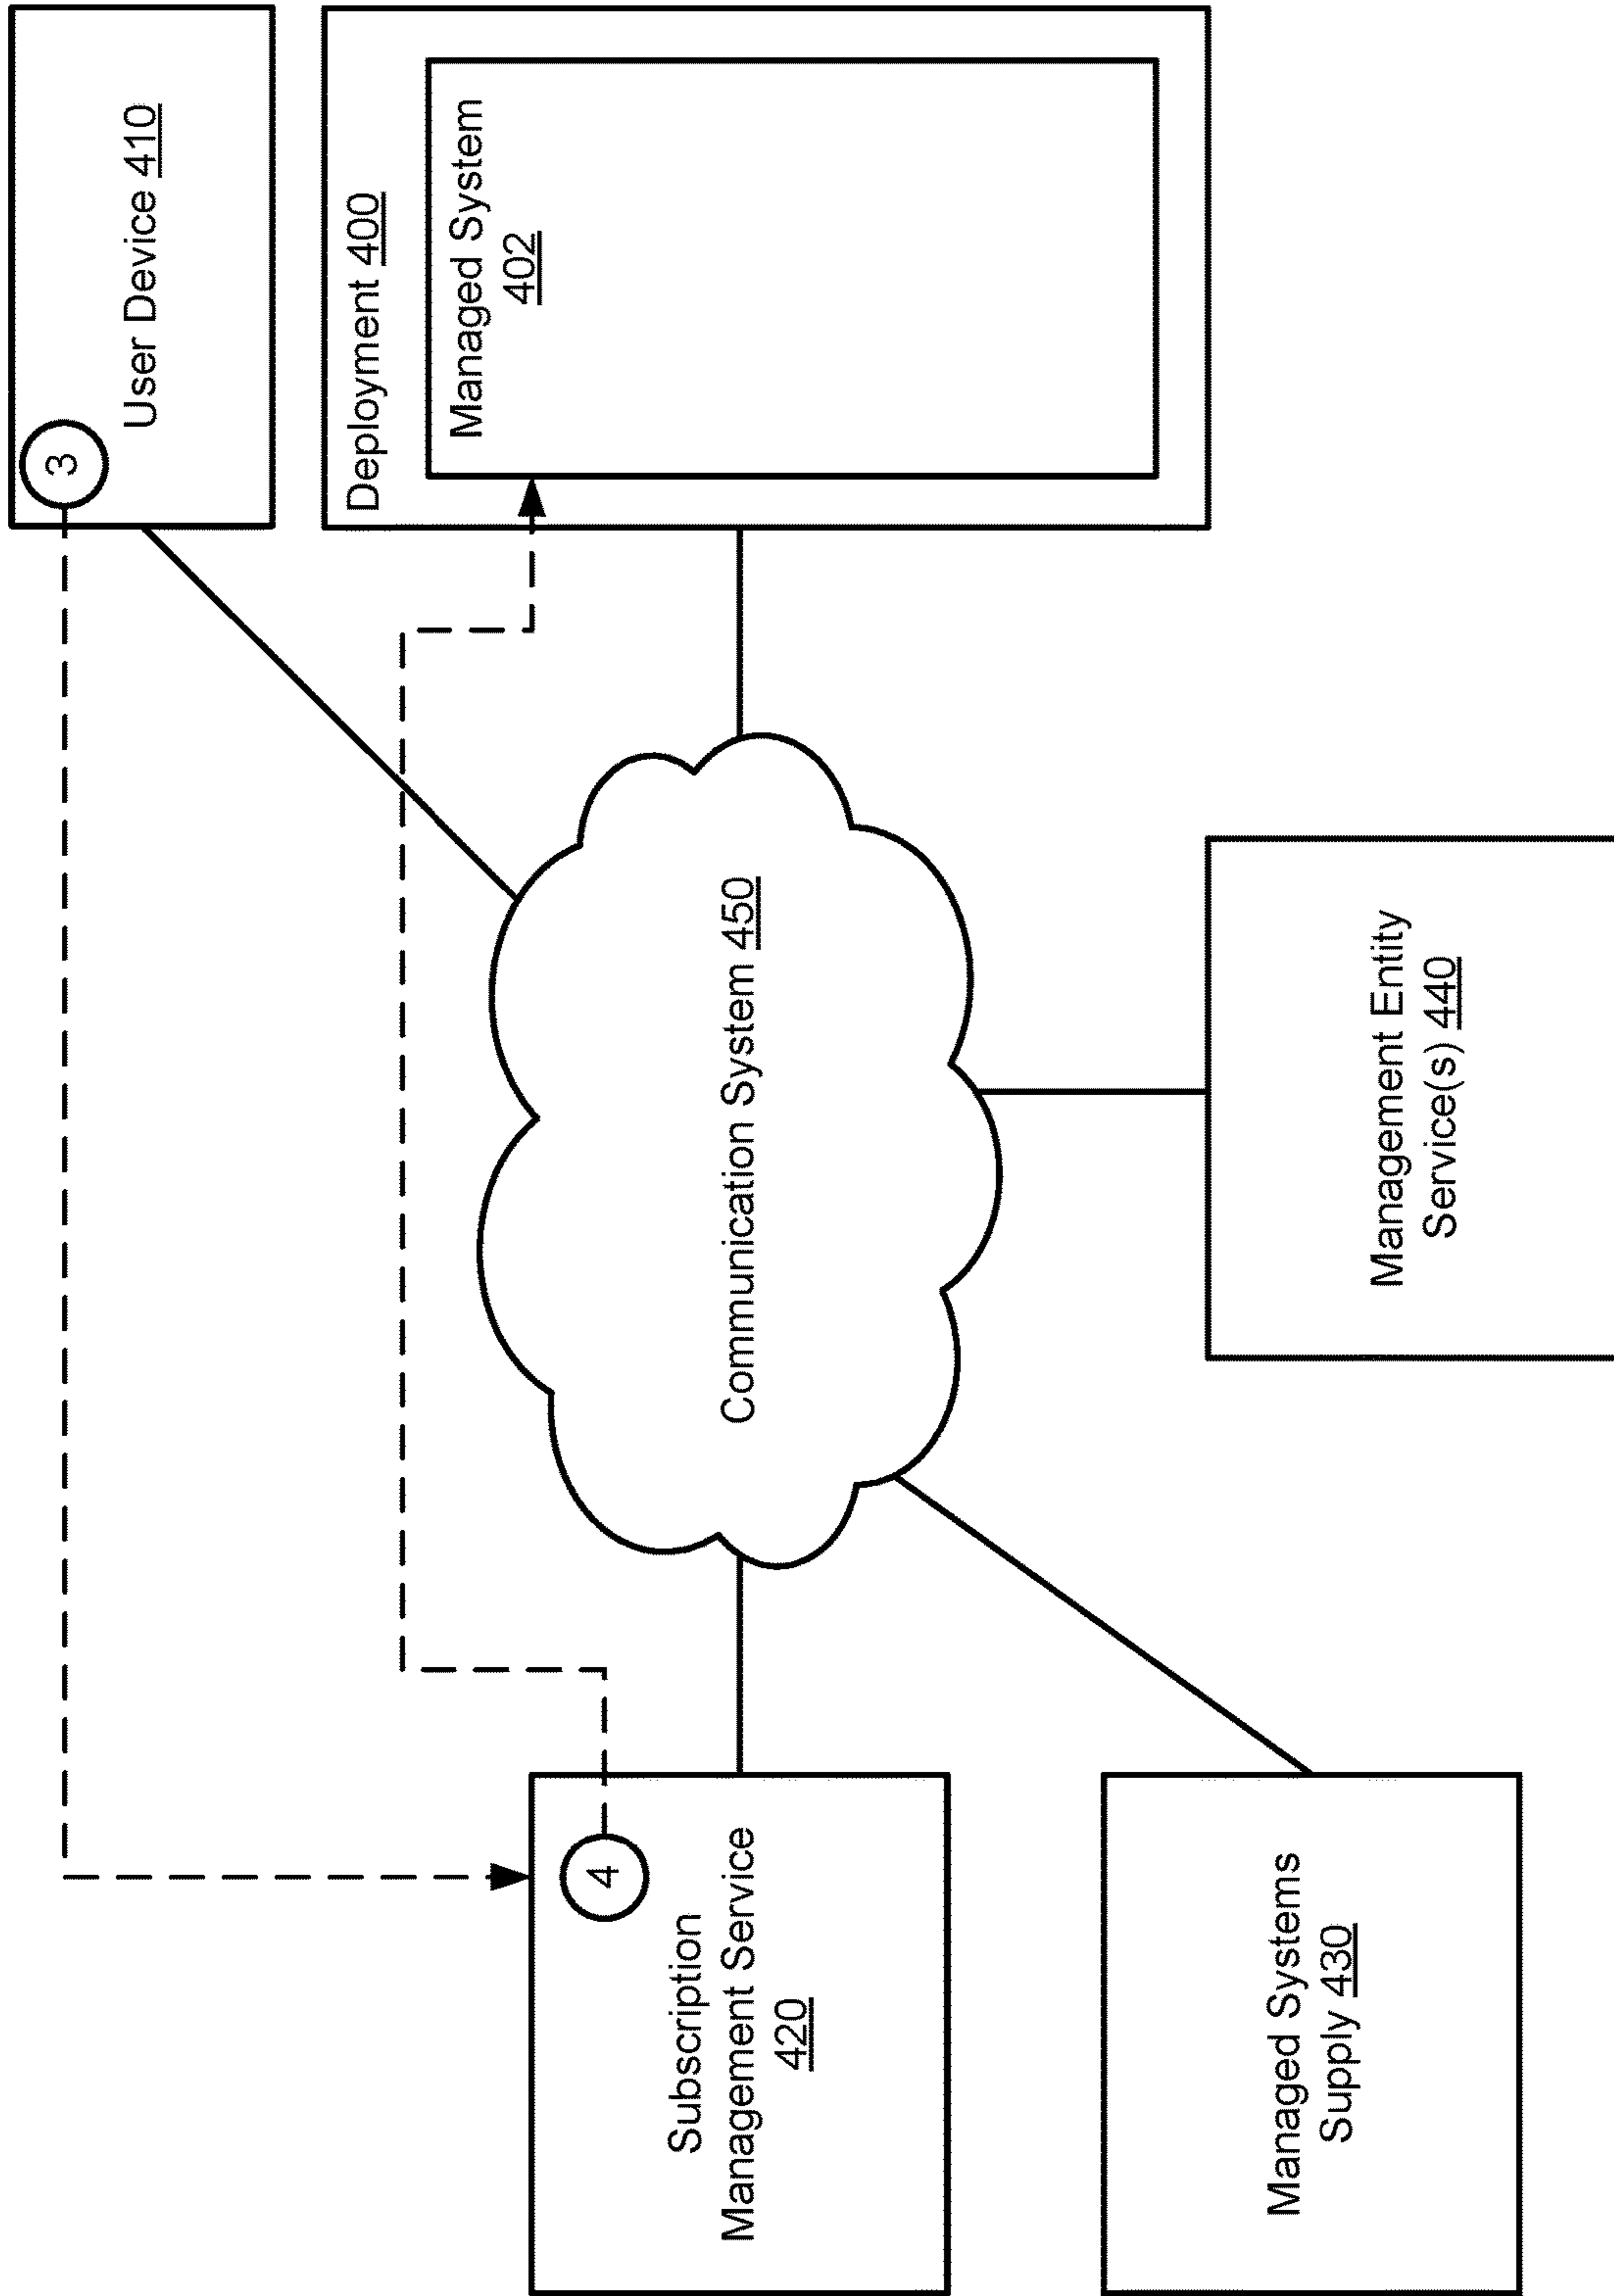 3
User Device 410
Deployment 400
Managed System
402
Communication System 450
4
Subscription
Management Service
420
Managed Systems
Supply 430
Management Entity
Service(s) 440